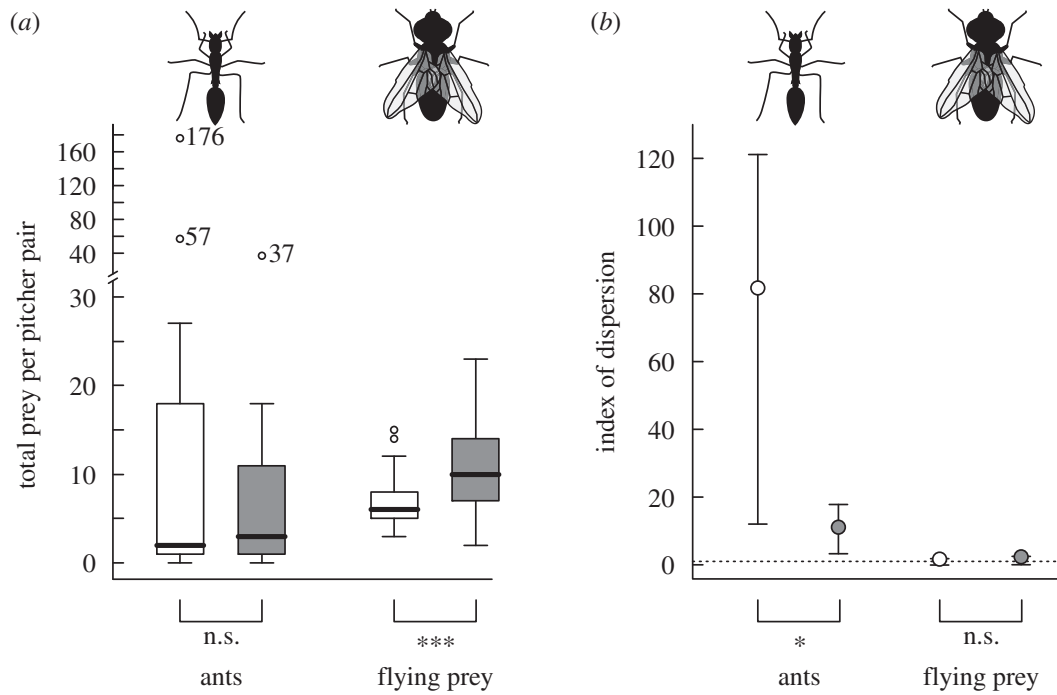 (a)
total prey per pitcher pair
160
120
80
40
30
20
10
0
176
57
37
n.s.
ants
***
flying prey
(b)
index of dispersion
120
100
80
60
40
20
0
*
ants
n.s.
flying prey